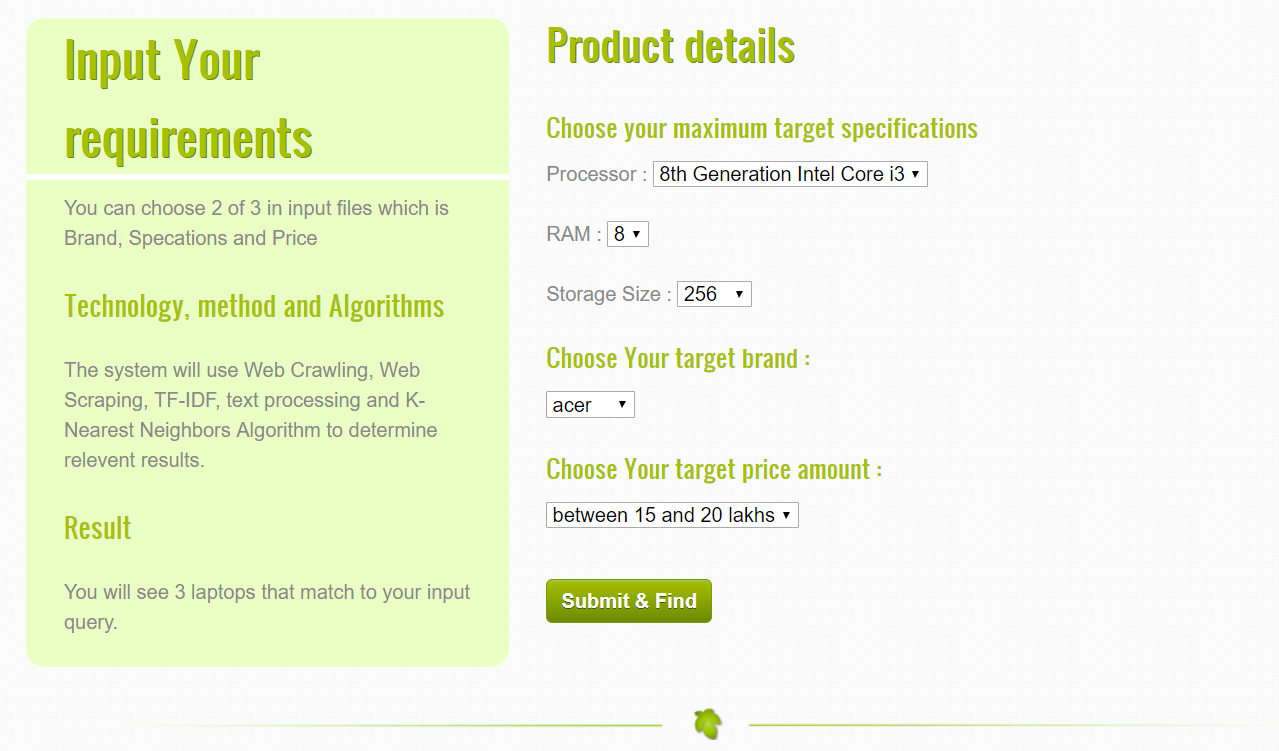 Input Your
requirements
You can choose 2 of 3 in input files which is
Brand, Specations and Price
Technology, method and Algorithms
The system will use Web Crawling, Web
Scraping, TF-IDF, text processing and K-
Nearest Neighbors Algorithm to determine
relevent results.
Result
You will see 3 laptops that match to your input
query.
Product details
Choose your maximum target specifications
Processor : 8th Generation Intel Core i3
RAM : 8
Storage Size : 256
Choose Your target brand :
acer
Choose Your target price amount :
between 15 and 20 lakhs
Submit & Find